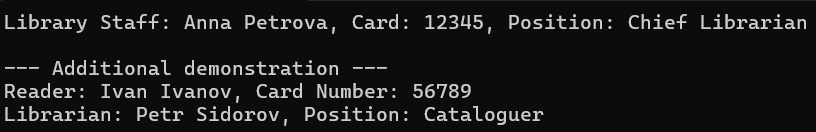 Library Staff: Anna Petrova, Card: 12345, Position: Chief Librarian
--- Additional demonstration ---
Reader: Ivan Ivanov, Card Number: 56789
Librarian: Petr Sidorov, Position: Cataloguer